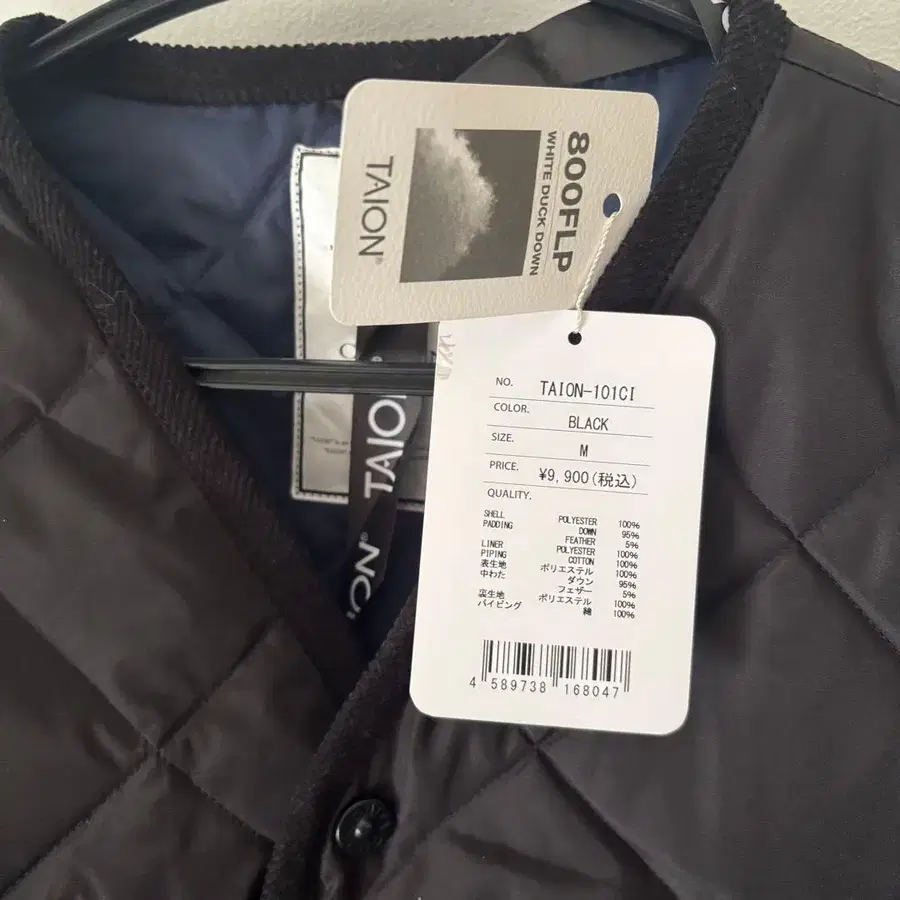 800FLP
WHITE DUCK DOWN
TAION®
TAION
ION
NO. TAION-101CI
COLOR. BLACK
SIZE. M
PRICE. ¥9,900(税込)
QUALITY.
SHELL POLYESTER 100%
PADDING DOWN 95%
FEATHER 5%
LINER POLYESTER 100%
PIPING COTTON 100%
表生地 ポリエステル 100%
中わた ダウン 95%
フェザー 5%
裏生地 ポリエステル 100%
パイピング 綿 100%
4 589738 168047